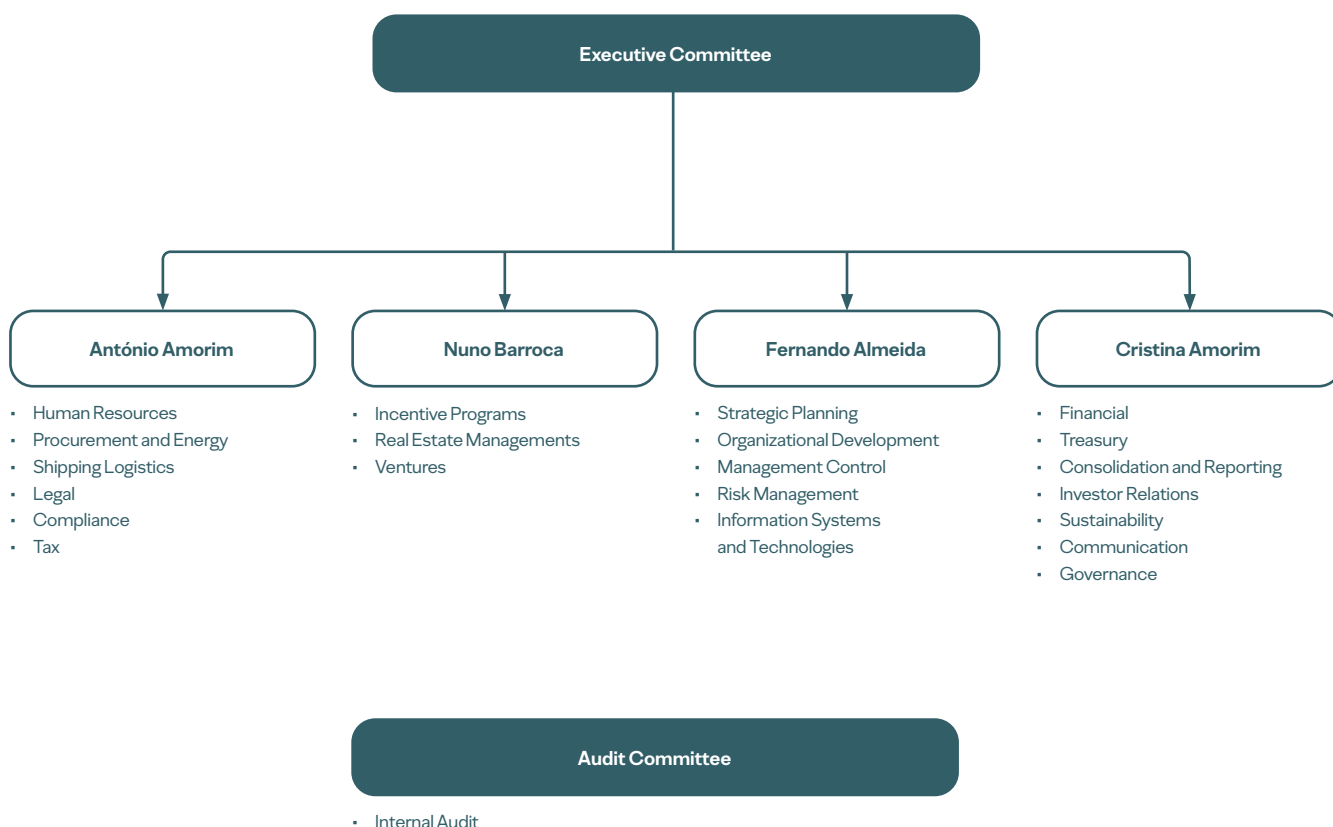 Executive Committee
António Amorim
• Human Resources
• Procurement and Energy
• Shipping Logistics
• Legal
• Compliance
• Tax
Nuno Barroca
• Incentive Programs
• Real Estate Managements
• Ventures
Fernando Almeida
• Strategic Planning
• Organizational Development
• Management Control
• Risk Management
• Information Systems
and Technologies
Cristina Amorim
• Financial
• Treasury
• Consolidation and Reporting
• Investor Relations
• Sustainability
• Communication
• Governance
Audit Committee
• Internal Audit